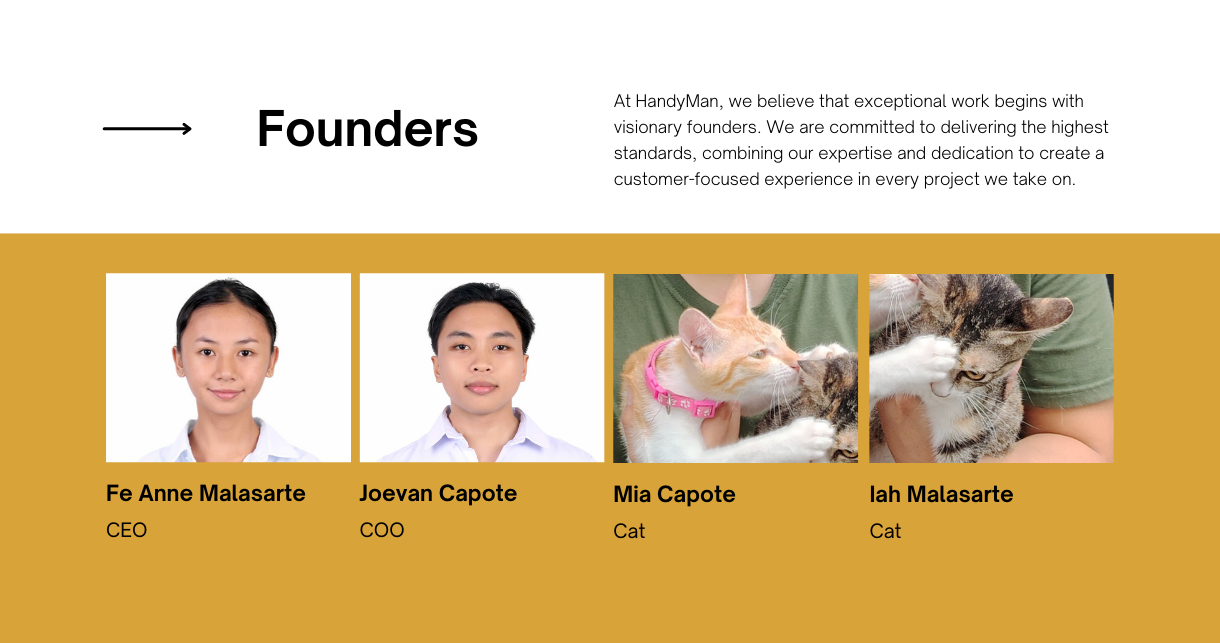 Founders
At HandyMan, we believe that exceptional work begins with
visionary founders. We are committed to delivering the highest
standards, combining our expertise and dedication to create a
customer-focused experience in every project we take on.
Fe Anne Malasarte
CEO
Joevan Capote
COO
Mia Capote
Cat
Iah Malasarte
Cat